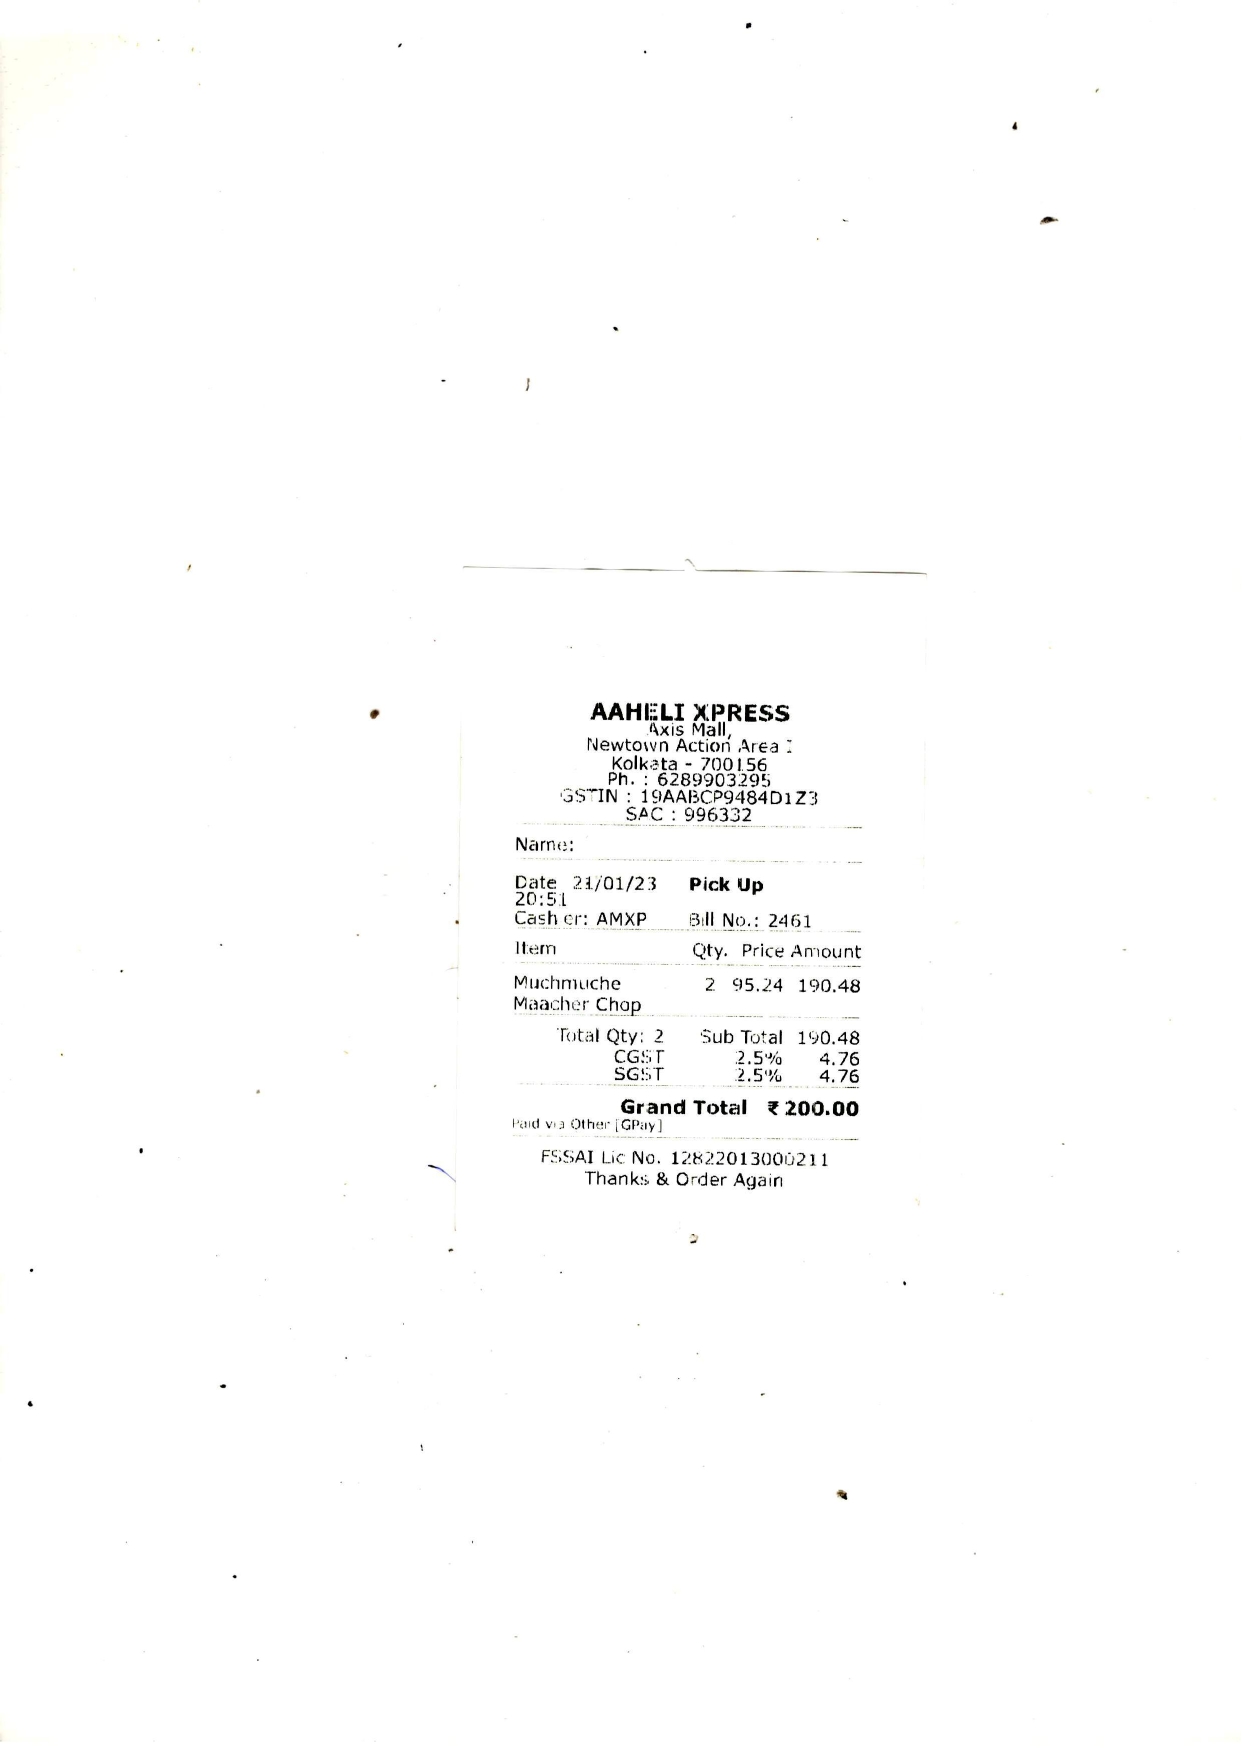 AAHELI XPRESS
Axis Mall,
Newtown Action Area I
Kolkata - 700156
Ph. : 6289903295
GSTIN : 19AABCP9484D1Z3
SAC : 996332
Name:
Date 21/01/23 Pick Up
20:51
Cashier: AMXP Bill No.: 2461
Item Qty. Price Amount
Muchmuche 2 95.24 190.48
Maacher Chop
Total Qty: 2 Sub Total 190.48
CGST 2.5% 4.76
SGST 2.5% 4.76
Grand Total ₹ 200.00
Paid via Other [GPay]
FSSAI Lic No. 12822013000211
Thanks & Order Again